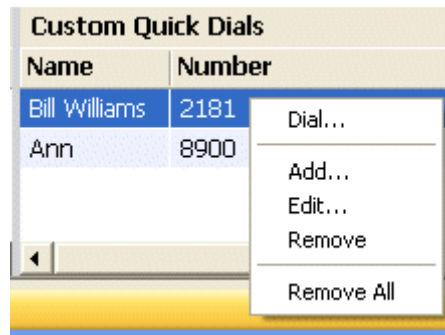 Custom Quick Dials
Name Number
Bill Williams 2181
Ann 8900
Dial...
Add...
Edit...
Remove
Remove All